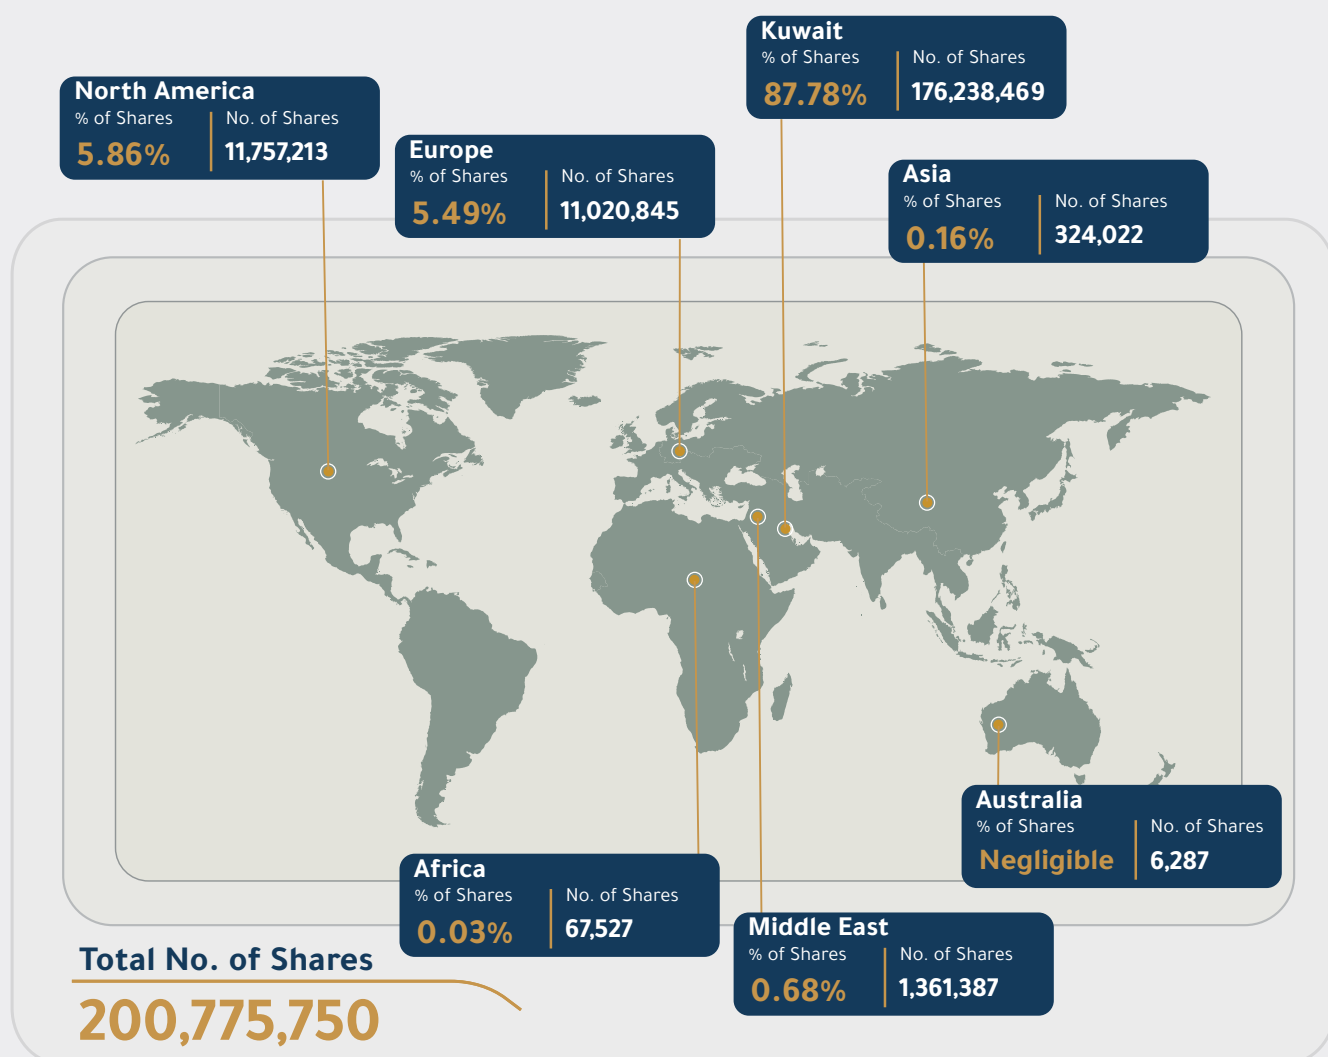 Kuwait
% of Shares No. of Shares
87.78% 176,238,469
North America
% of Shares No. of Shares
5.86% 11,757,213
Europe
% of Shares No. of Shares
5.49% 11,020,845
Asia
% of Shares No. of Shares
0.16% 324,022
Australia
% of Shares No. of Shares
Negligible 6,287
Africa
% of Shares No. of Shares
0.03% 67,527
Middle East
% of Shares No. of Shares
0.68% 1,361,387
Total No. of Shares
200,775,750